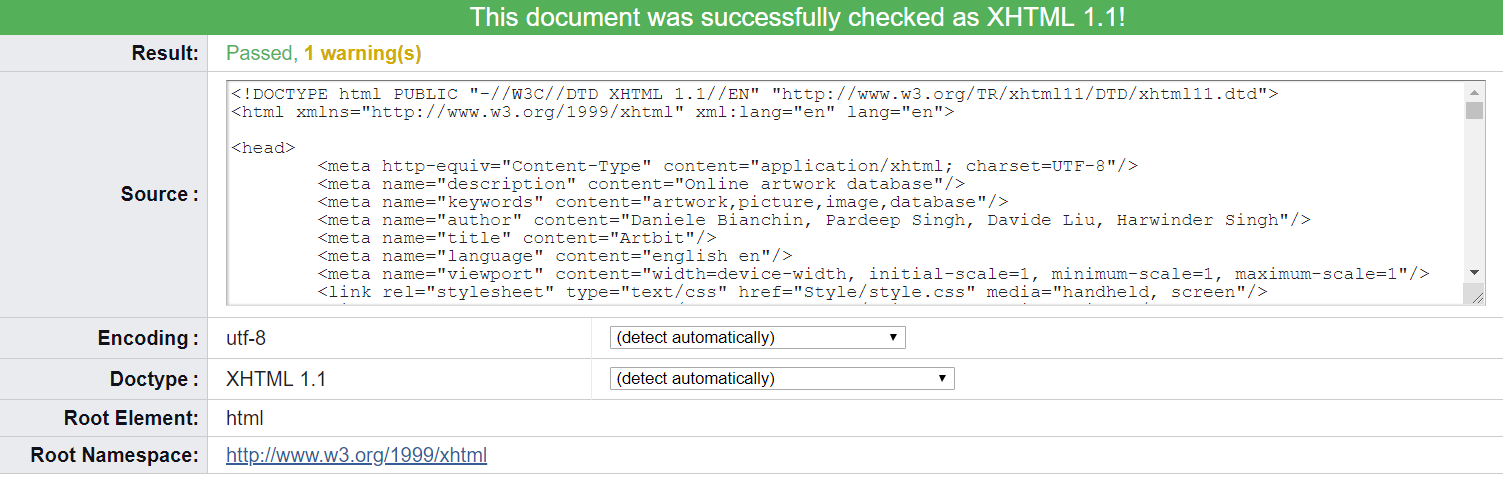 This document was successfully checked as XHTML 1.1!
Result: Passed, 1 warning(s)
Source :
<!DOCTYPE html PUBLIC "-//W3C//DTD XHTML 1.1//EN" "http://www.w3.org/TR/xhtml11/DTD/xhtml11.dtd">
<html xmlns="http://www.w3.org/1999/xhtml" xml:lang="en" lang="en">
<head>
<meta http-equiv="Content-Type" content="application/xhtml; charset=UTF-8"/>
<meta name="description" content="Online artwork database"/>
<meta name="keywords" content="artwork,picture,image,database"/>
<meta name="author" content="Daniele Bianchin, Pardeep Singh, Davide Liu, Harwinder Singh"/>
<meta name="title" content="Artbit"/>
<meta name="language" content="english en"/>
<meta name="viewport" content="width=device-width, initial-scale=1, minimum-scale=1, maximum-scale=1"/>
<link rel="stylesheet" type="text/css" href="Style/style.css" media="handheld, screen"/>
Encoding : utf-8 (detect automatically)
Doctype : XHTML 1.1 (detect automatically)
Root Element: html
Root Namespace: http://www.w3.org/1999/xhtml